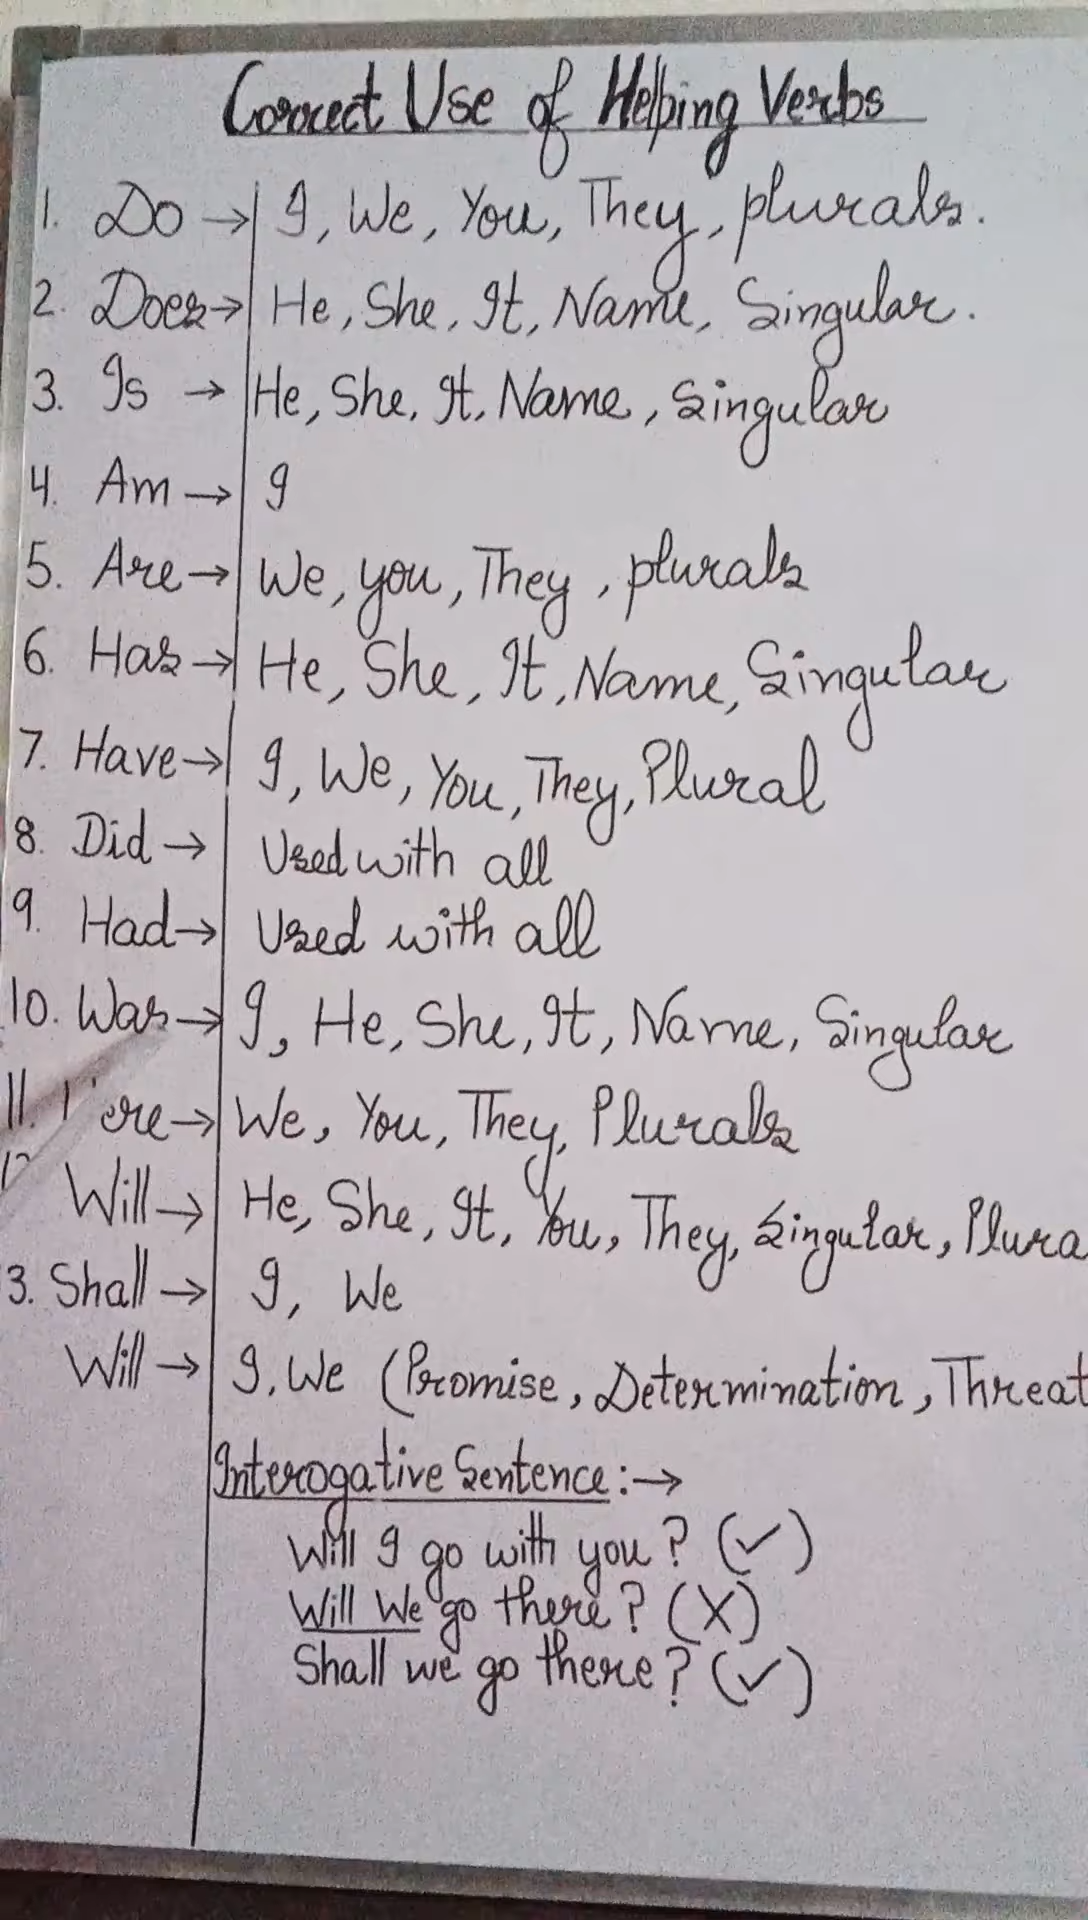 Correct Use of Helping Verbs
1. Do → I, We, You, They, plurals.
2. Does → He, She, It, Name, Singular.
3. Is → He, She, It, Name, Singular
4. Am → I
5. Are → We, you, They, plurals
6. Has → He, She, It, Name, Singular
7. Have → I, We, You, They, Plural
8. Did → Used with all
9. Had → Used with all
10. Was → I, He, She, It, Name, Singular
11. ere → We, You, They, Plurals
Will → He, She, It, You, They, Singular, Plura
3. Shall → I, We
Will → I, We (Promise, Determination, Threat
Interogative Sentence :→
Will I go with you? (✓)
Will We go there? (X)
Shall we go there? (✓)